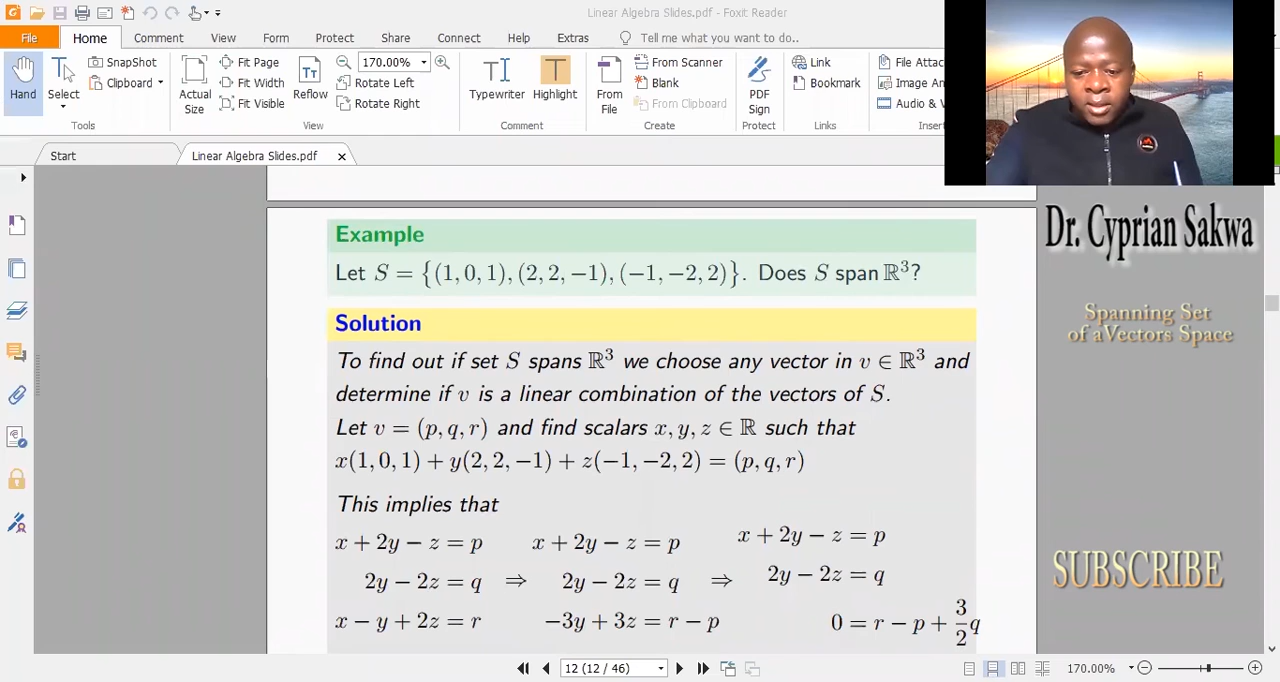 Linear Algebra Slides.pdf - Foxit Reader
File Home Comment View Form Protect Share Connect Help Extras Tell me what you want to do..
Hand Select SnapShot Clipboard Actual Size Fit Page Fit Width Fit Visible Reflow 170.00% Rotate Left Rotate Right Typewriter Highlight From File From Scanner Blank From Clipboard PDF Sign Link Bookmark File Attac Image An Audio & V
Tools View Comment Create Protect Links Insert
Start Linear Algebra Slides.pdf
Example
Let S = {(1, 0, 1), (2, 2, −1), (−1, −2, 2)}. Does S span ℝ³?
Solution
To find out if set S spans ℝ³ we choose any vector in v ∈ ℝ³ and
determine if v is a linear combination of the vectors of S.
Let v = (p, q, r) and find scalars x, y, z ∈ ℝ such that
x(1, 0, 1) + y(2, 2, −1) + z(−1, −2, 2) = (p, q, r)
This implies that
x + 2y − z = p x + 2y − z = p x + 2y − z = p
2y − 2z = q ⇒ 2y − 2z = q ⇒ 2y − 2z = q
x − y + 2z = r −3y + 3z = r − p 0 = r − p + 3/2 q
Dr. Cyprian Sakwa
Spanning Set
of aVectors Space
SUBSCRIBE
12 (12 / 46) 170.00%